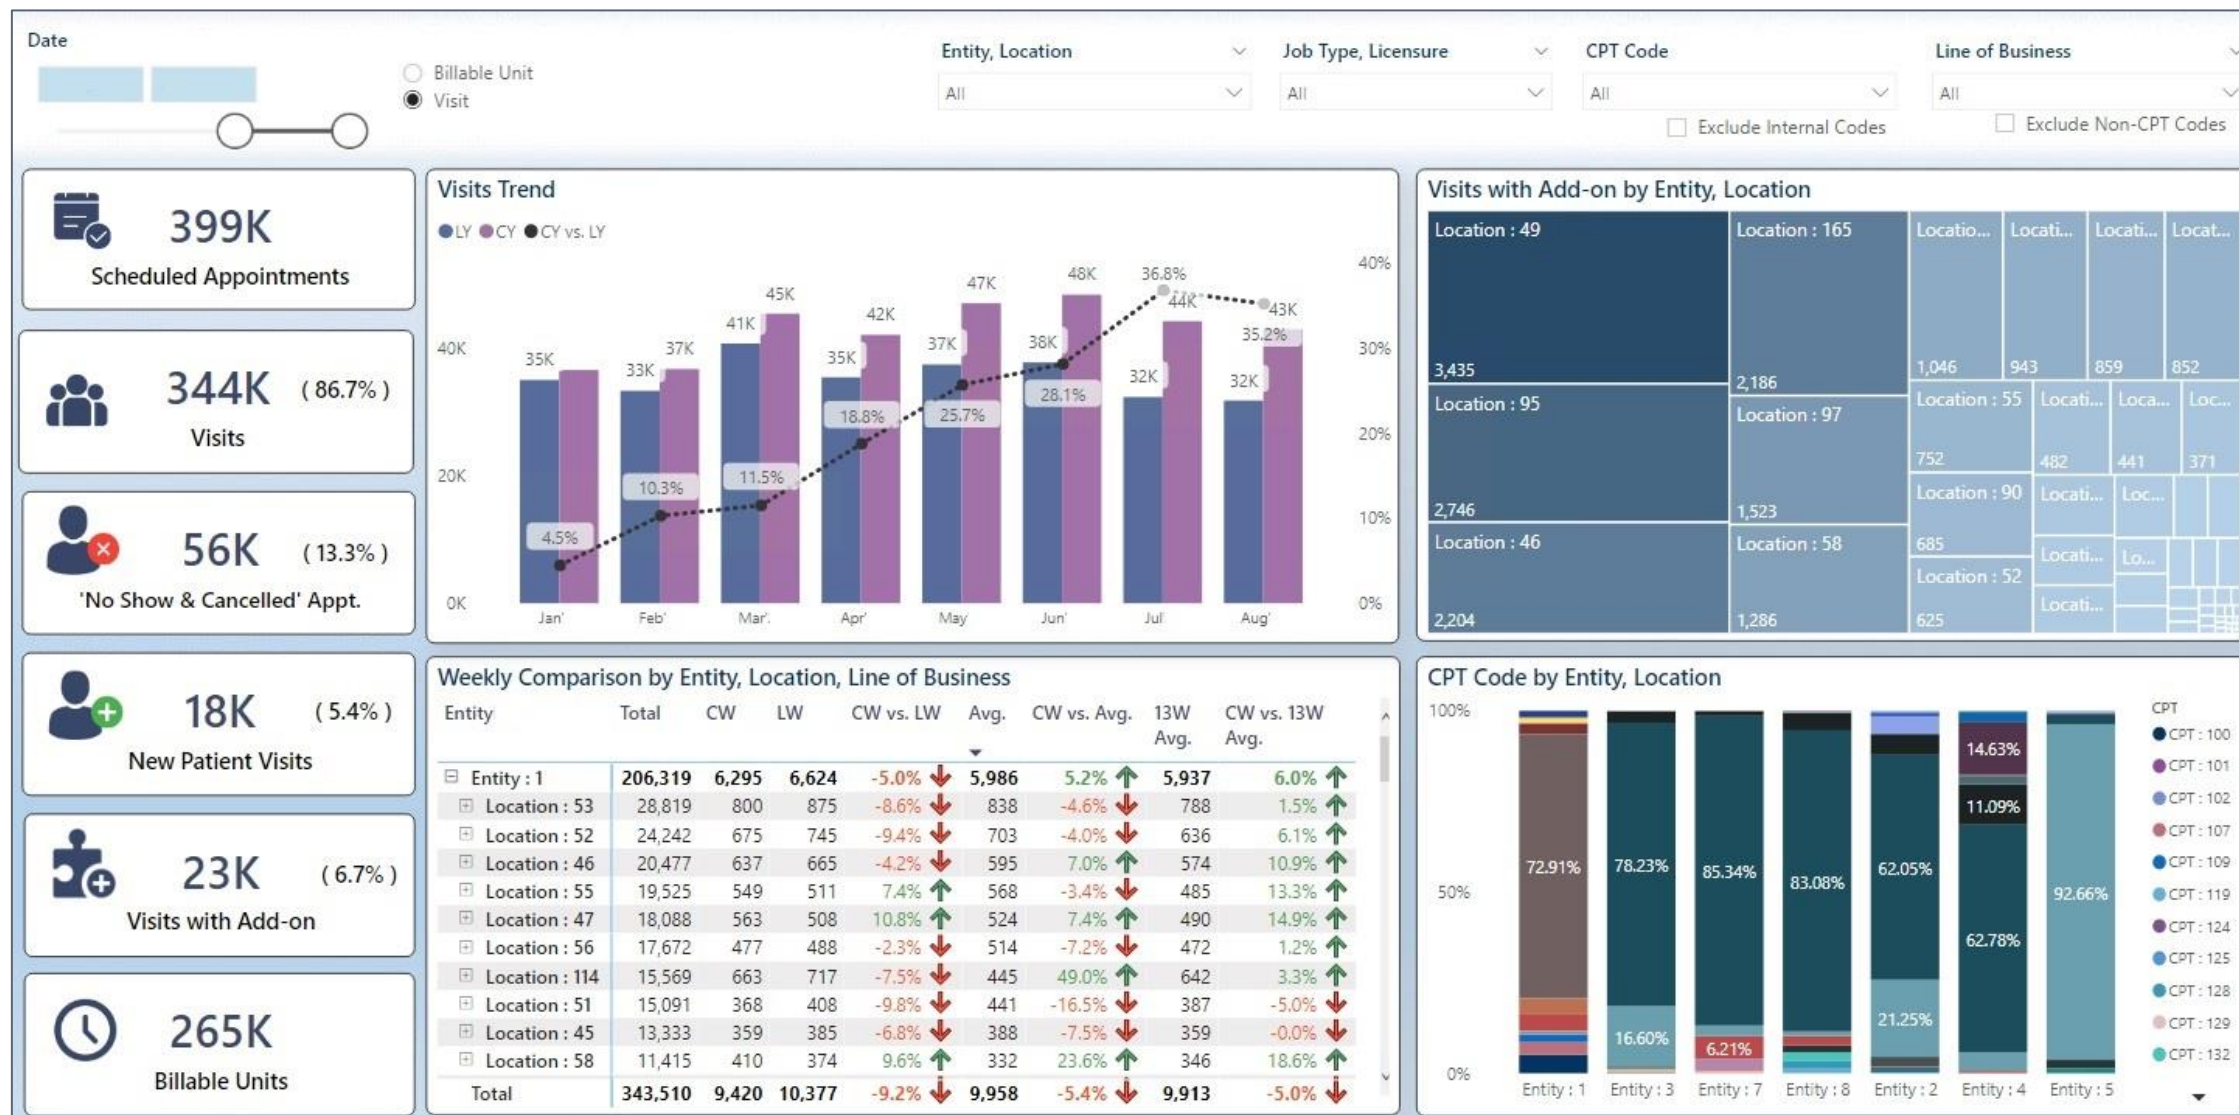 Date
Billable Unit
Visit
Entity, Location
All
Job Type, Licensure
All
CPT Code
All
Exclude Internal Codes
Line of Business
All
Exclude Non-CPT Codes
399K
Scheduled Appointments
344K ( 86.7% )
Visits
56K ( 13.3% )
'No Show & Cancelled' Appt.
18K ( 5.4% )
New Patient Visits
23K ( 6.7% )
Visits with Add-on
265K
Billable Units
Visits Trend
LY CY CY vs. LY
40K
20K
0K
40%
30%
20%
10%
0%
35K
33K
37K
41K
45K
35K
42K
37K
47K
38K
48K
32K
44K
32K
43K
4.5%
10.3%
11.5%
18.8%
25.7%
28.1%
36.8%
35.2%
Jan' Feb' Mar'. Apr' May Jun' Jul' Aug'
Visits with Add-on by Entity, Location
Location : 49
3,435
Location : 95
2,746
Location : 46
2,204
Location : 165
2,186
Location : 97
1,523
Location : 58
1,286
Locatio...
1,046
Locati...
943
Locati...
859
Locat...
852
Location : 55
752
Locati...
482
Loca...
441
Loc...
371
Location : 90
685
Locati...
Loc...
Location : 52
625
Locati...
Lo...
Locati...
Weekly Comparison by Entity, Location, Line of Business
Entity Total CW LW CW vs. LW Avg. CW vs. Avg. 13W Avg. CW vs. 13W Avg.
Entity : 1 206,319 6,295 6,624 -5.0% 5,986 5.2% 5,937 6.0%
Location : 53 28,819 800 875 -8.6% 838 -4.6% 788 1.5%
Location : 52 24,242 675 745 -9.4% 703 -4.0% 636 6.1%
Location : 46 20,477 637 665 -4.2% 595 7.0% 574 10.9%
Location : 55 19,525 549 511 7.4% 568 -3.4% 485 13.3%
Location : 47 18,088 563 508 10.8% 524 7.4% 490 14.9%
Location : 56 17,672 477 488 -2.3% 514 -7.2% 472 1.2%
Location : 114 15,569 663 717 -7.5% 445 49.0% 642 3.3%
Location : 51 15,091 368 408 -9.8% 441 -16.5% 387 -5.0%
Location : 45 13,333 359 385 -6.8% 388 -7.5% 359 -0.0%
Location : 58 11,415 410 374 9.6% 332 23.6% 346 18.6%
Total 343,510 9,420 10,377 -9.2% 9,958 -5.4% 9,913 -5.0%
CPT Code by Entity, Location
100%
50%
0%
72.91%
78.23%
16.60%
85.34%
6.21%
83.08%
62.05%
21.25%
14.63%
11.09%
62.78%
92.66%
Entity : 1 Entity : 3 Entity : 7 Entity : 8 Entity : 2 Entity : 4 Entity : 5
CPT
CPT : 100
CPT : 101
CPT : 102
CPT : 107
CPT : 109
CPT : 119
CPT : 124
CPT : 125
CPT : 128
CPT : 129
CPT : 132